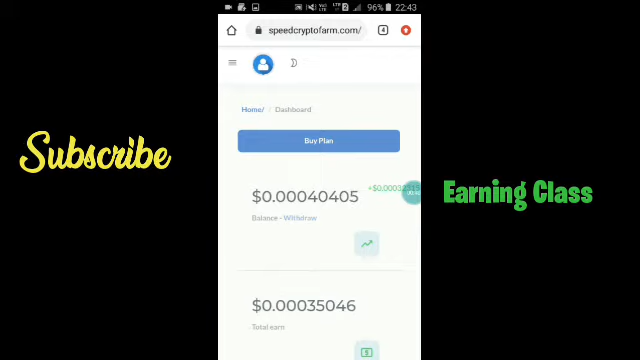 96% 22:43
speedcryptofarm.com/
4
Home/ / Dashboard
Buy Plan
$0.00040405
Balance - Withdraw
$0.00035046
Total earn
Subscribe
Earning Class